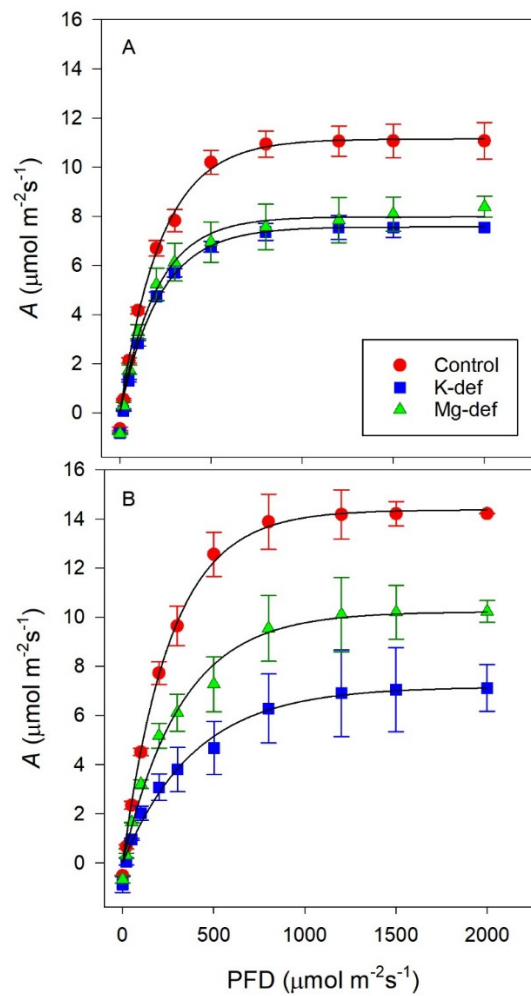 A
16
14
12
10
8
6
4
2
0
A (μmol m⁻²s⁻¹)
Control
K-def
Mg-def
B
16
14
12
10
8
6
4
2
0
A (μmol m⁻²s⁻¹)
0 500 1000 1500 2000
PFD (μmol m⁻²s⁻¹)